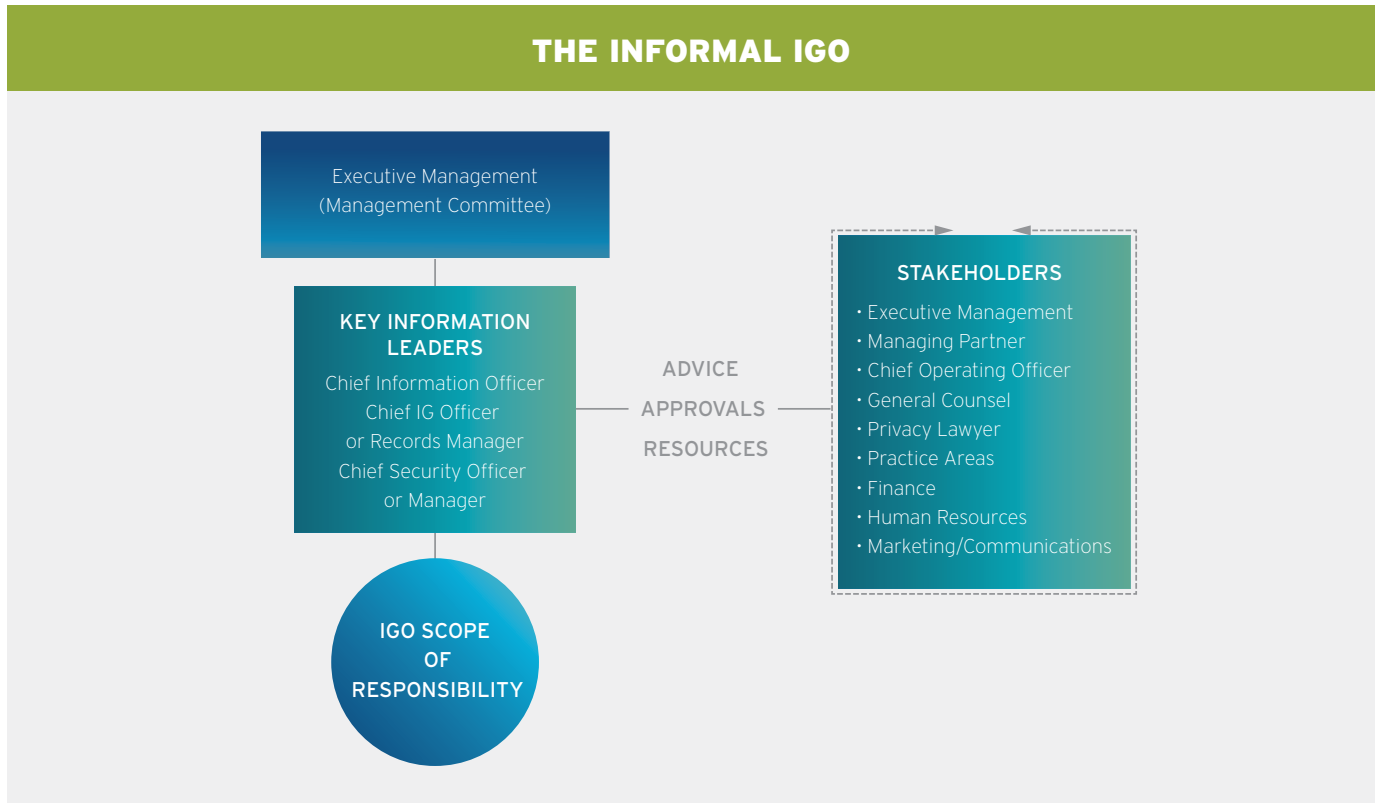 THE INFORMAL IGO
Executive Management
(Management Committee)
KEY INFORMATION
LEADERS
Chief Information Officer
Chief IG Officer
or Records Manager
Chief Security Officer
or Manager
IGO SCOPE
OF
RESPONSIBILITY
ADVICE
APPROVALS
RESOURCES
STAKEHOLDERS
· Executive Management
· Managing Partner
· Chief Operating Officer
· General Counsel
· Privacy Lawyer
· Practice Areas
· Finance
· Human Resources
· Marketing/Communications